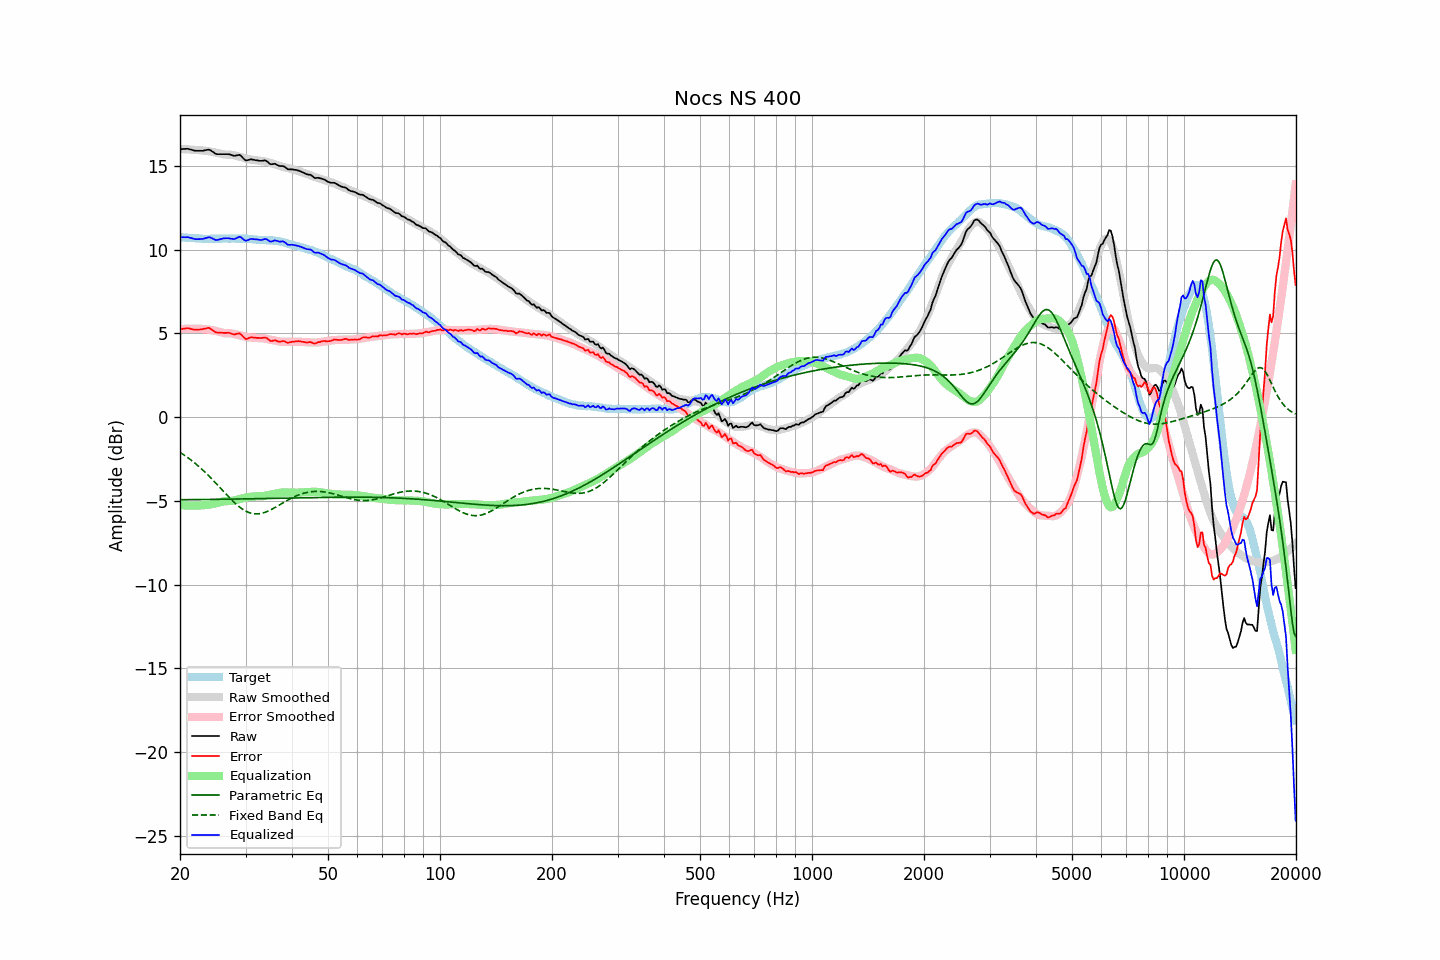 Nocs NS 400
Amplitude (dBr)
15
10
5
0
−5
−10
−15
−20
−25
Target
Raw Smoothed
Error Smoothed
Raw
Error
Equalization
Parametric Eq
Fixed Band Eq
Equalized
20 50 100 200 500 1000 2000 5000 10000 20000
Frequency (Hz)